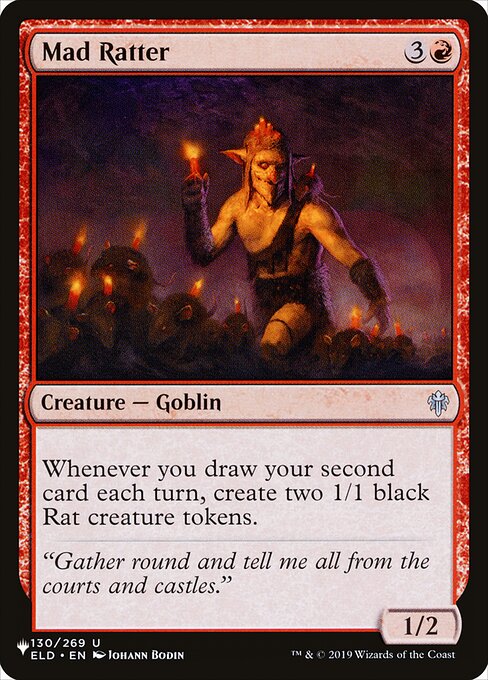 Mad Ratter 3
Creature — Goblin
Whenever you draw your second
card each turn, create two 1/1 black
Rat creature tokens.
“Gather round and tell me all from the
courts and castles.”
1/2
130/269 U
ELD • EN Johann Bodin ™ & © 2019 Wizards of the Coast